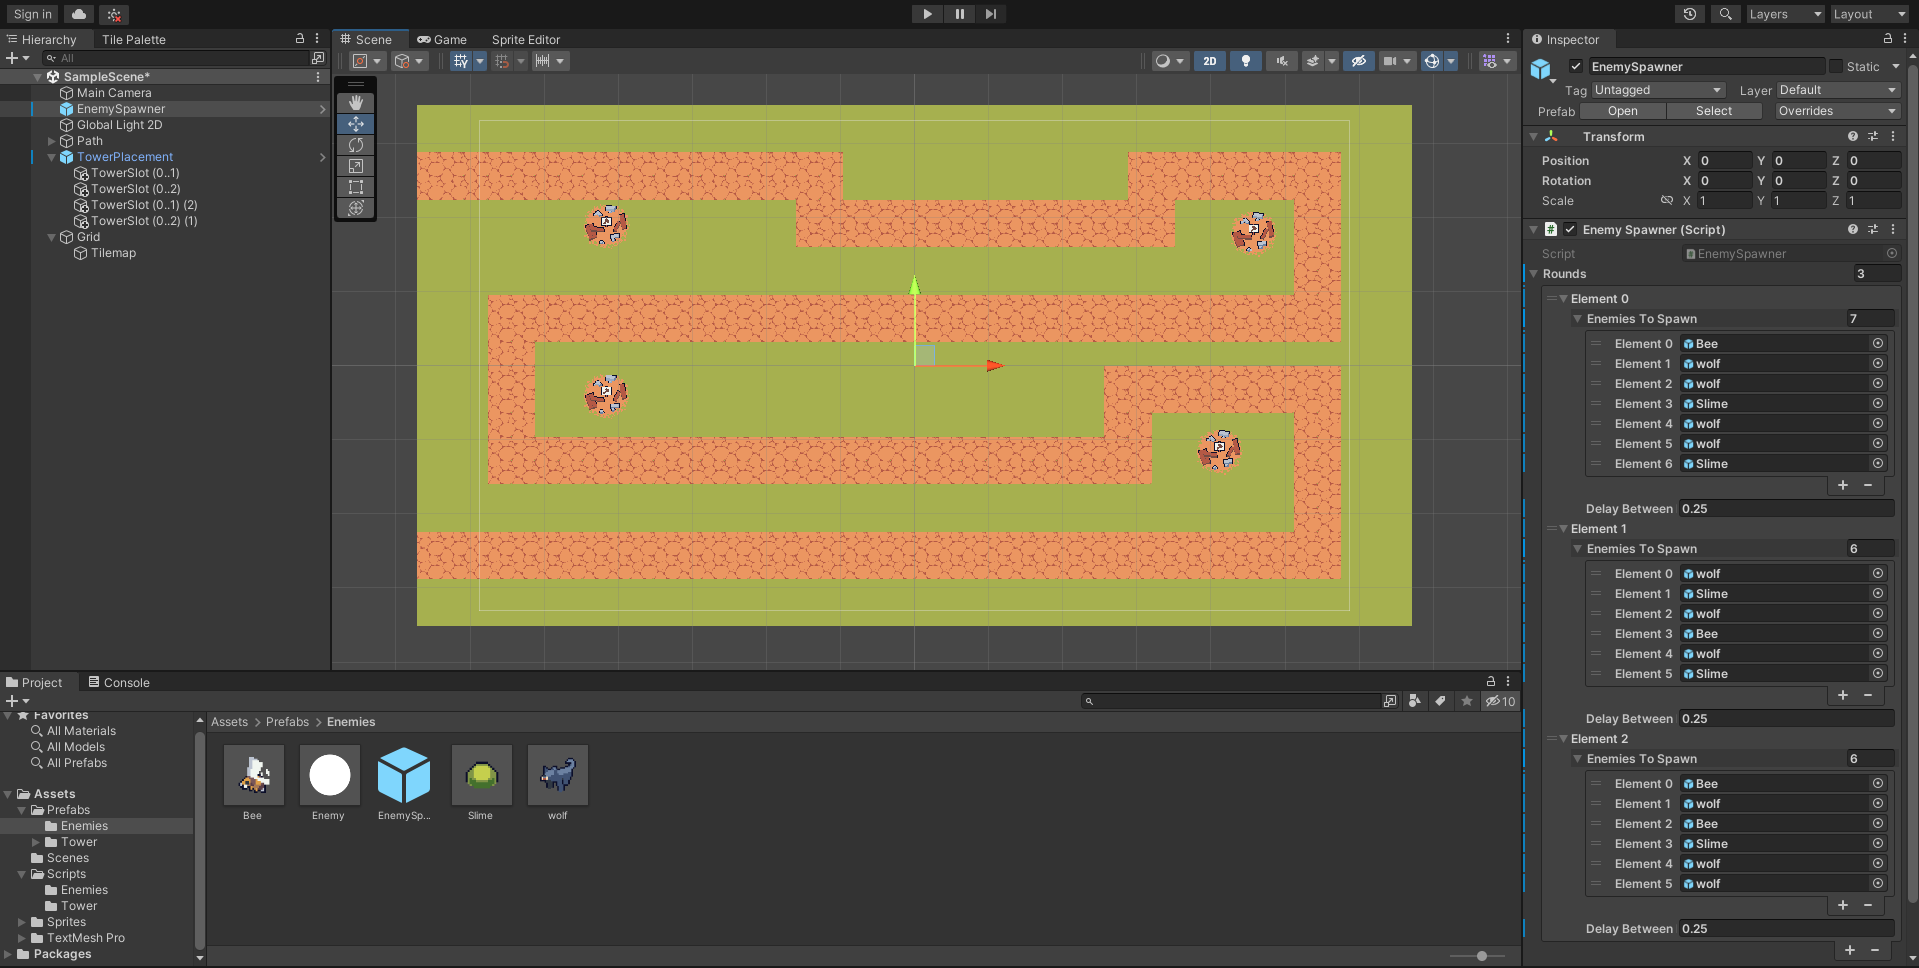 Sign in
Layers
Layout
Hierarchy
Tile Palette
All
SampleScene*
Main Camera
EnemySpawner
Global Light 2D
Path
TowerPlacement
TowerSlot (0..1)
TowerSlot (0..2)
TowerSlot (0..1) (2)
TowerSlot (0..2) (1)
Grid
Tilemap
Scene
Game
Sprite Editor
2D
Project
Console
10
Favorites
All Materials
All Models
All Prefabs
Assets
Prefabs
Enemies
Tower
Scenes
Scripts
Enemies
Tower
Sprites
TextMesh Pro
Packages
Assets > Prefabs > Enemies
Bee
Enemy
EnemySp...
Slime
wolf
Inspector
EnemySpawner
Static
Tag Untagged Layer Default
Prefab Open Select Overrides
Transform
Position X 0 Y 0 Z 0
Rotation X 0 Y 0 Z 0
Scale X 1 Y 1 Z 1
Enemy Spawner (Script)
Script EnemySpawner
Rounds 3
Element 0
Enemies To Spawn 7
Element 0 Bee
Element 1 wolf
Element 2 wolf
Element 3 Slime
Element 4 wolf
Element 5 wolf
Element 6 Slime
+ −
Delay Between 0.25
Element 1
Enemies To Spawn 6
Element 0 wolf
Element 1 Slime
Element 2 wolf
Element 3 Bee
Element 4 wolf
Element 5 Slime
+ −
Delay Between 0.25
Element 2
Enemies To Spawn 6
Element 0 Bee
Element 1 wolf
Element 2 Bee
Element 3 Slime
Element 4 wolf
Element 5 wolf
+ −
Delay Between 0.25
+ −